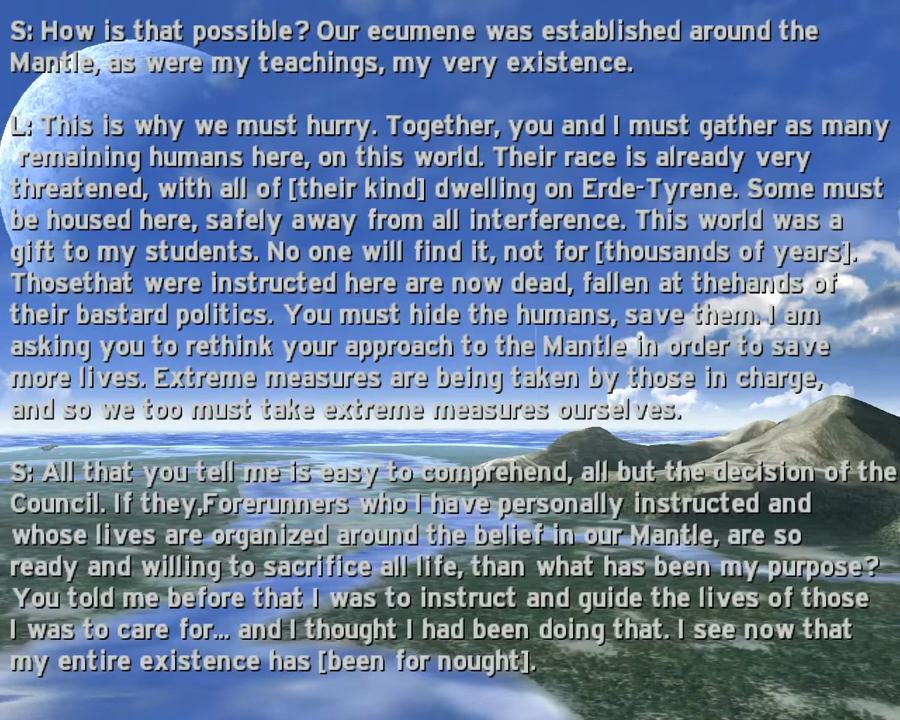 S: How is that possible? Our ecumene was established around the
Mantle, as were my teachings, my very existence.
L: This is why we must hurry. Together, you and I must gather as many
remaining humans here, on this world. Their race is already very
threatened, with all of [their kind] dwelling on Erde-Tyrene. Some must
be housed here, safely away from all interference. This world was a
gift to my students. No one will find it, not for [thousands of years].
Thosethat were instructed here are now dead, fallen at thehands of
their bastard politics. You must hide the humans, save them. I am
asking you to rethink your approach to the Mantle in order to save
more lives. Extreme measures are being taken by those in charge,
and so we too must take extreme measures ourselves.
S: All that you tell me is easy to comprehend, all but the decision of the
Council. If they,Forerunners who I have personally instructed and
whose lives are organized around the belief in our Mantle, are so
ready and willing to sacrifice all life, than what has been my purpose?
You told me before that I was to instruct and guide the lives of those
I was to care for... and I thought I had been doing that. I see now that
my entire existence has [been for nought].